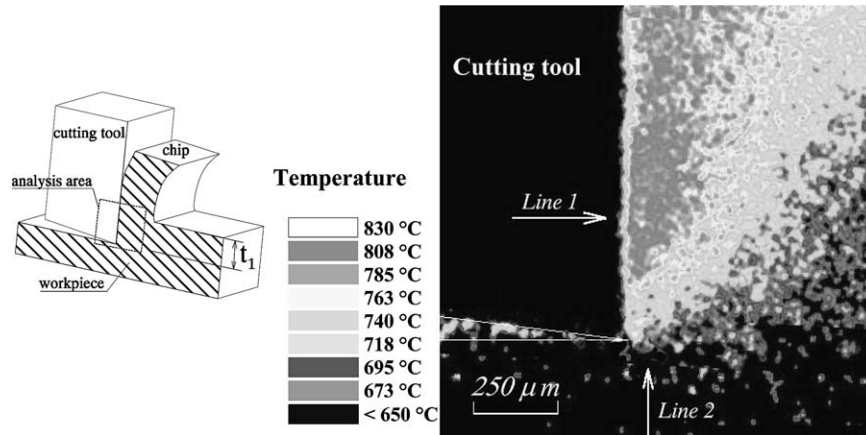 cutting tool
chip
analysis area
t1
workpiece
Temperature
830 °C
808 °C
785 °C
763 °C
740 °C
718 °C
695 °C
673 °C
< 650 °C
Cutting tool
Line 1
250 μm
Line 2